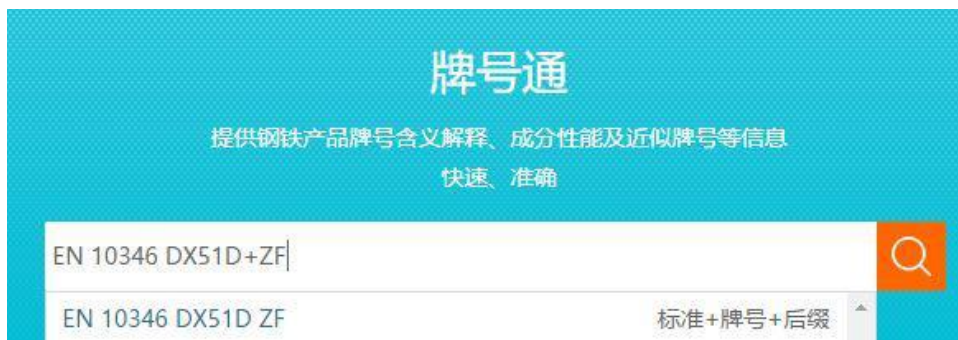 牌号通
提供钢铁产品牌号含义解释、成分性能及近似牌号等信息
快速、准确
EN 10346 DX51D+ZF
EN 10346 DX51D ZF 标准+牌号+后缀